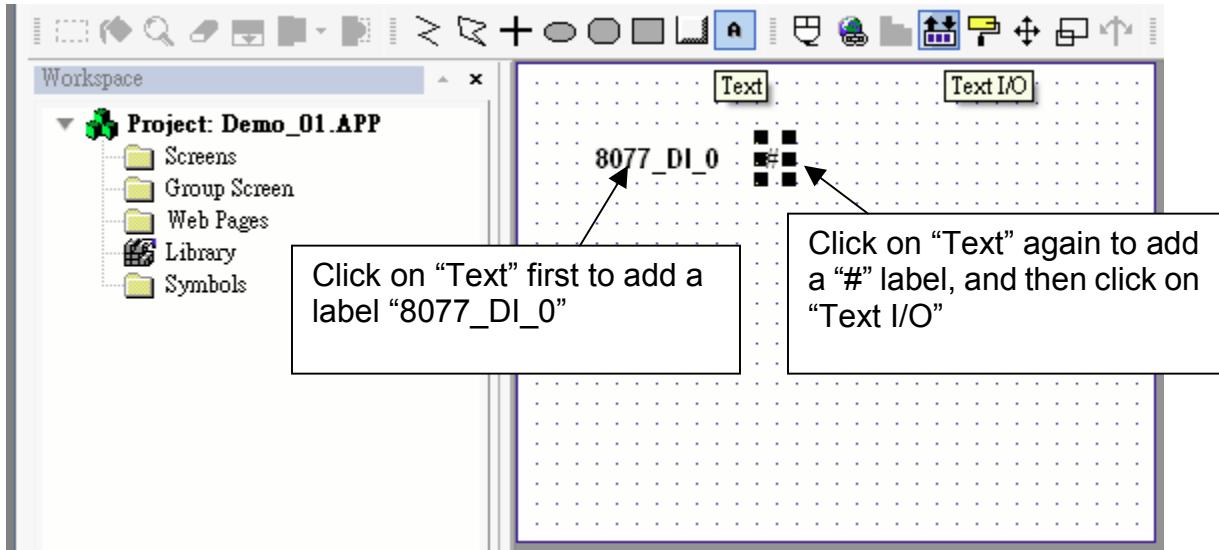 A
Workspace
Text
Text I/O
Project: Demo_01.APP
Screens
Group Screen
Web Pages
Library
Symbols
8077_DI_0
#
Click on “Text” first to add a
label “8077_DI_0”
Click on “Text” again to add
a “#” label, and then click on
“Text I/O”